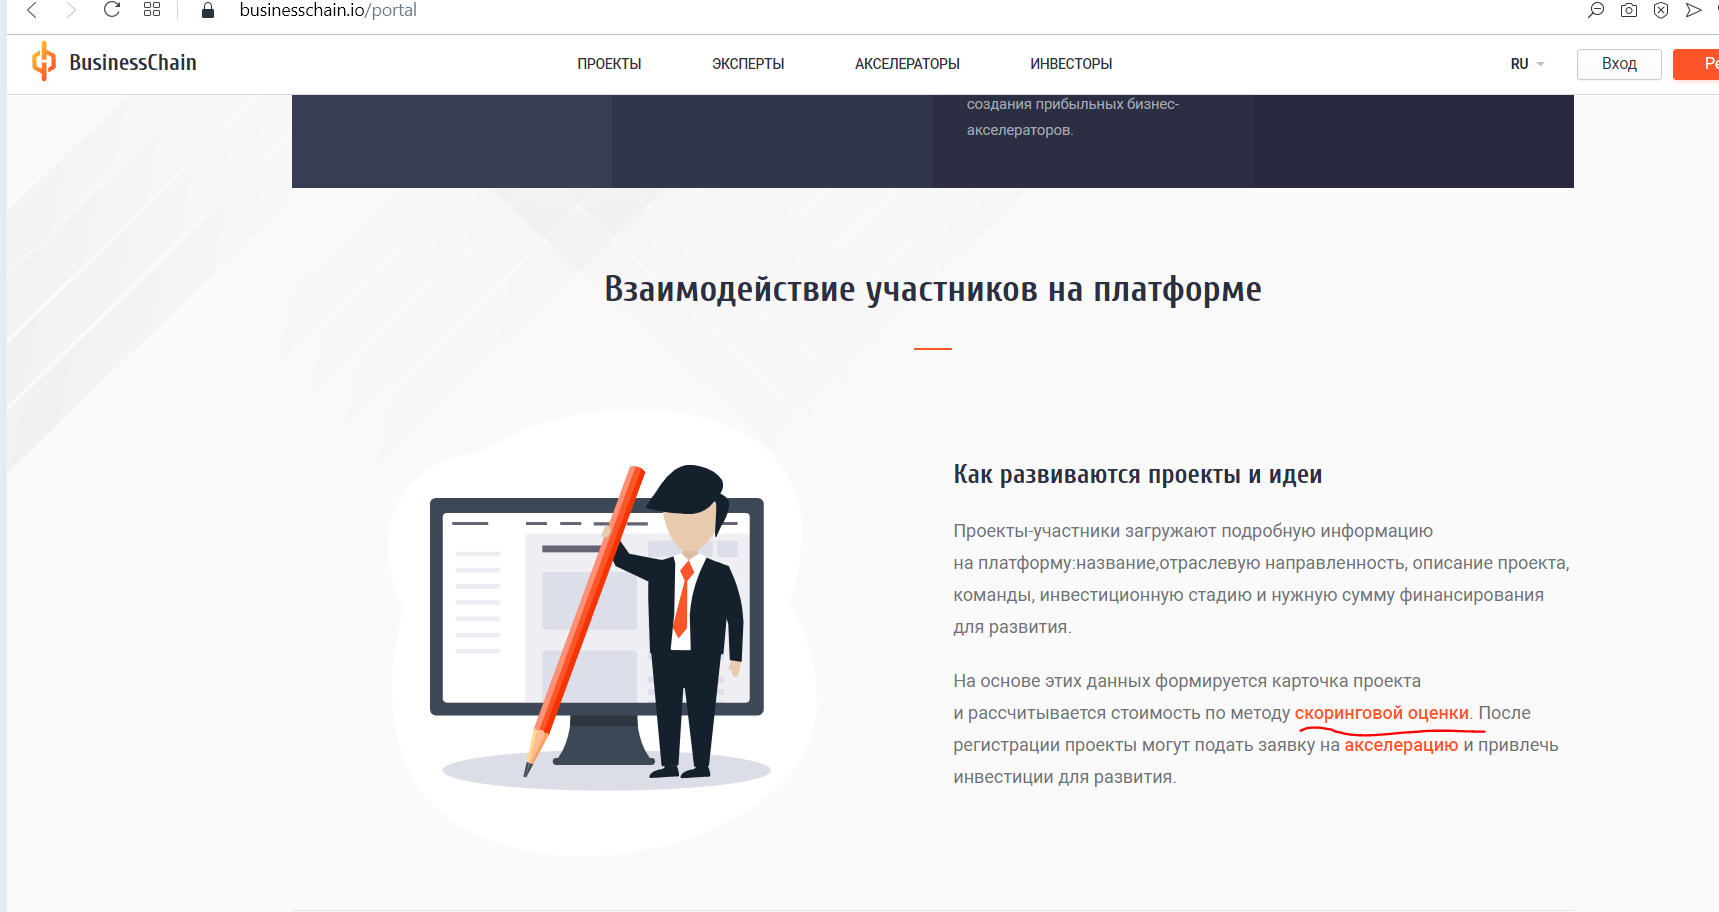 businesschain.io/portal
BusinessChain
ПРОЕКТЫ
ЭКСПЕРТЫ
АКСЕЛЕРАТОРЫ
ИНВЕСТОРЫ
RU
Вход
Ре
создания прибыльных бизнес-
акселераторов.
Взаимодействие участников на платформе
Как развиваются проекты и идеи
Проекты-участники загружают подробную информацию
на платформу:название,отраслевую направленность, описание проекта,
команды, инвестиционную стадию и нужную сумму финансирования
для развития.
На основе этих данных формируется карточка проекта
и рассчитывается стоимость по методу скоринговой оценки. После
регистрации проекты могут подать заявку на акселерацию и привлечь
инвестиции для развития.